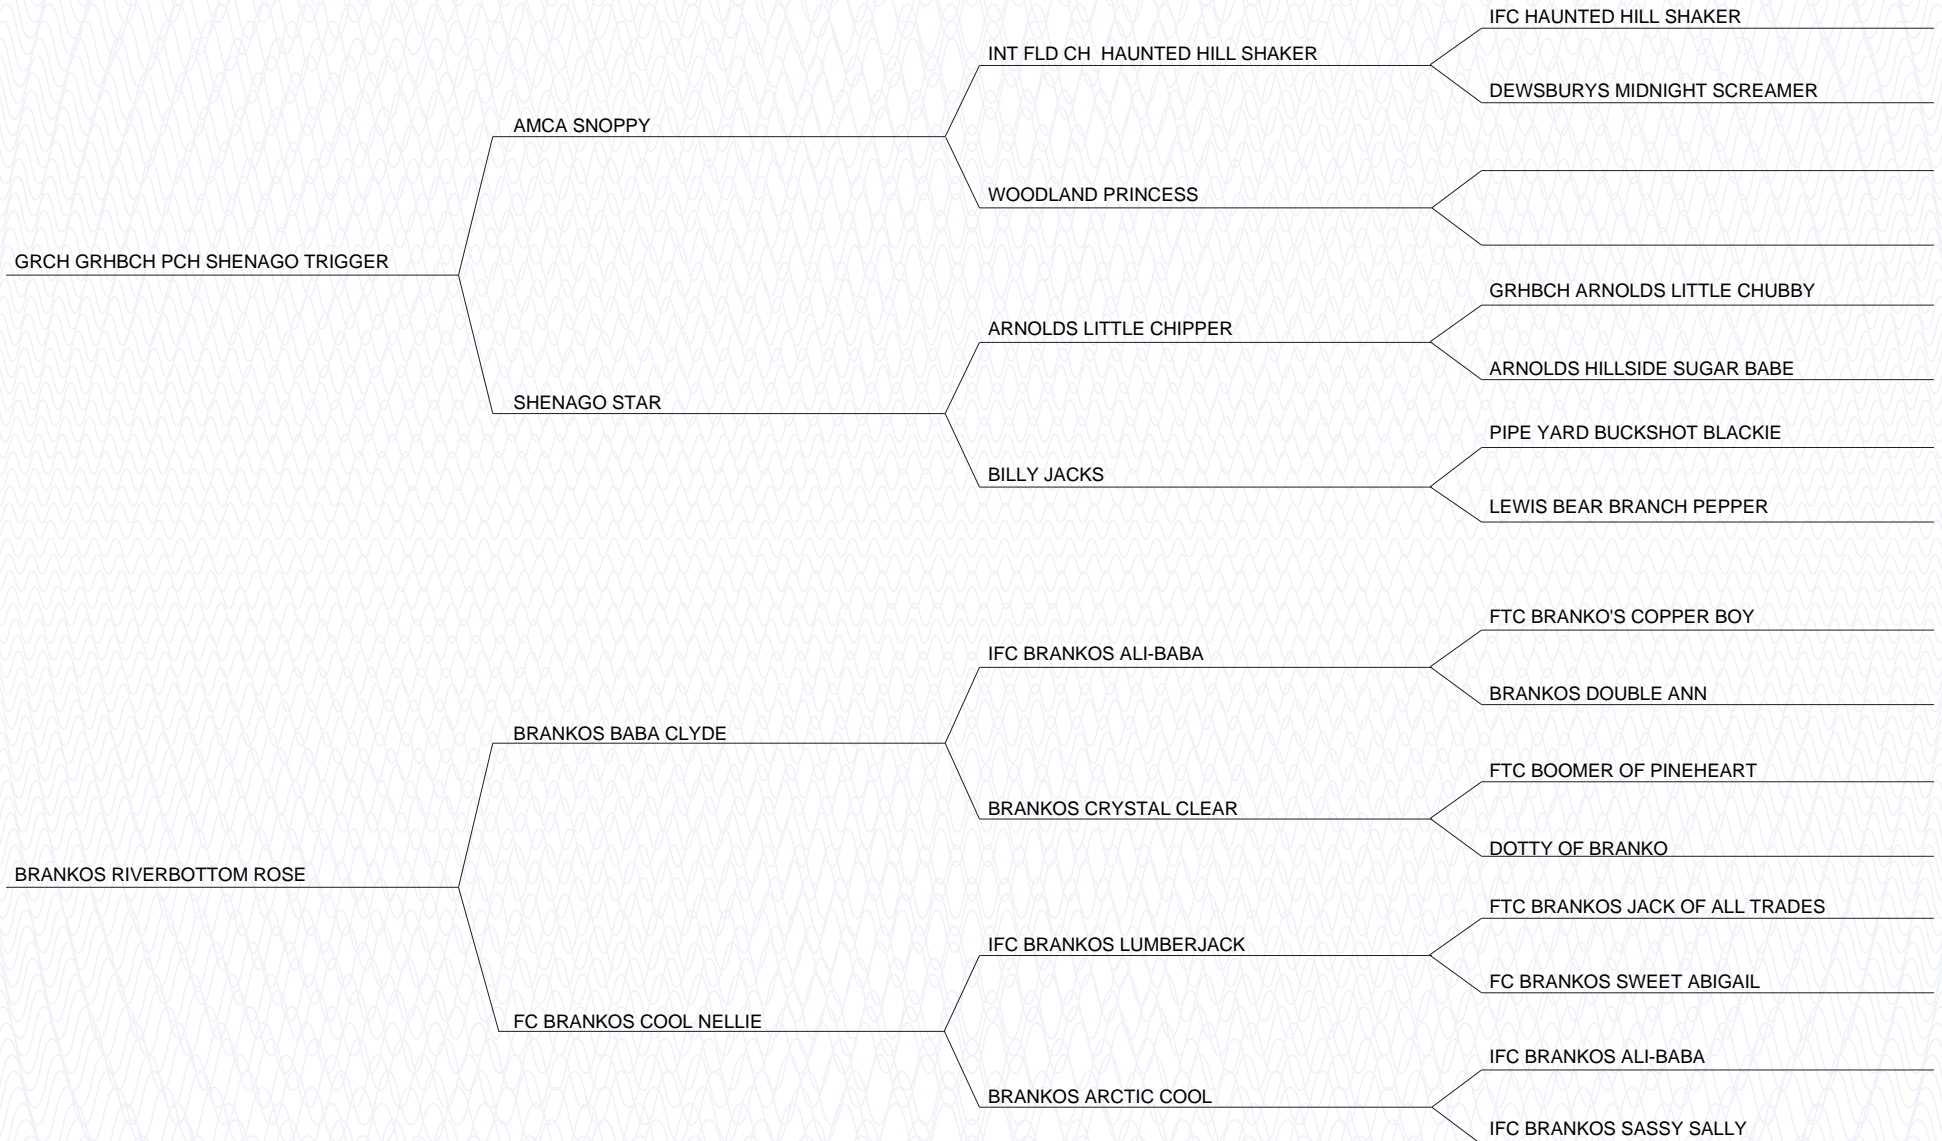 IFC HAUNTED HILL SHAKER
INT FLD CH  HAUNTED HILL SHAKER
DEWSBURYS MIDNIGHT SCREAMER
AMCA SNOPPY
WOODLAND PRINCESS
GRCH GRHBCH PCH SHENAGO TRIGGER
GRHBCH ARNOLDS LITTLE CHUBBY
ARNOLDS LITTLE CHIPPER
ARNOLDS HILLSIDE SUGAR BABE
SHENAGO STAR
PIPE YARD BUCKSHOT BLACKIE
BILLY JACKS
LEWIS BEAR BRANCH PEPPER
FTC BRANKO'S COPPER BOY
IFC BRANKOS ALI-BABA
BRANKOS DOUBLE ANN
BRANKOS BABA CLYDE
FTC BOOMER OF PINEHEART
BRANKOS CRYSTAL CLEAR
DOTTY OF BRANKO
BRANKOS RIVERBOTTOM ROSE
FTC BRANKOS JACK OF ALL TRADES
IFC BRANKOS LUMBERJACK
FC BRANKOS SWEET ABIGAIL
FC BRANKOS COOL NELLIE
IFC BRANKOS ALI-BABA
BRANKOS ARCTIC COOL
IFC BRANKOS SASSY SALLY